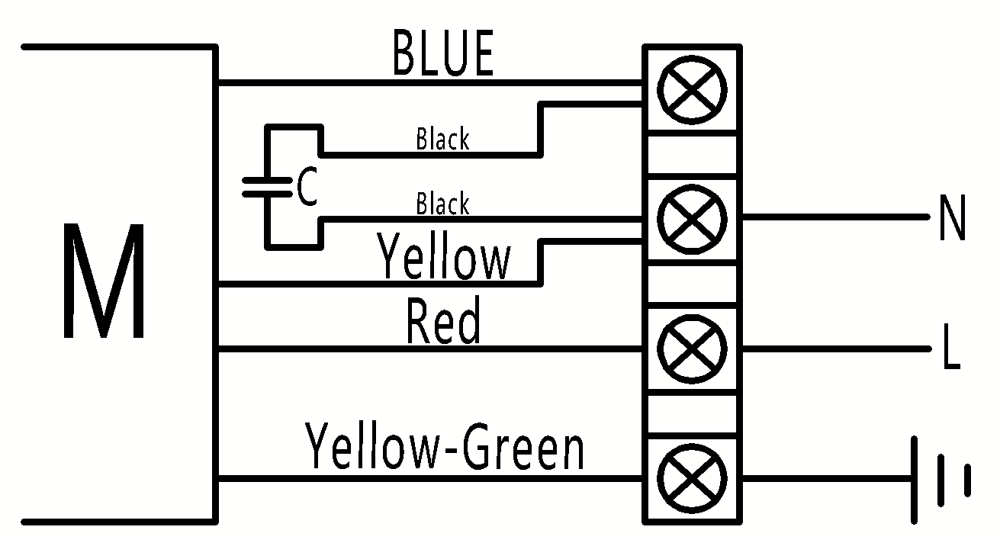 BLUE
Black
C
Black
N
Yellow
M
Red
L
Yellow-Green